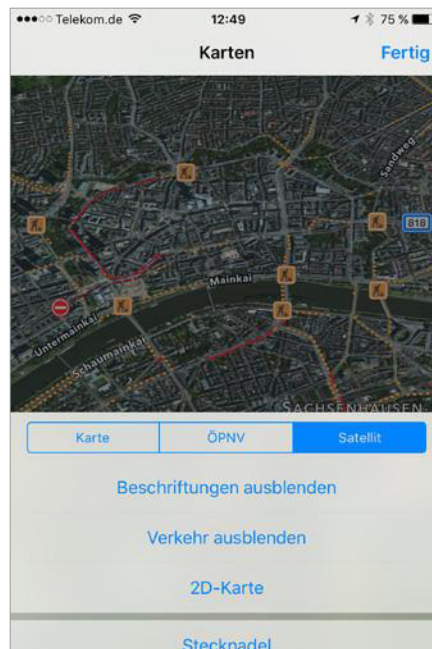 Telekom.de 12:49 75 %
Karten Fertig
Sandweg
818
Mainkai
Untermainkai
Schaumainkai
SACHSENHAUSEN
Karte ÖPNV Satellit
Beschriftungen ausblenden
Verkehr ausblenden
2D-Karte
Stecknadel